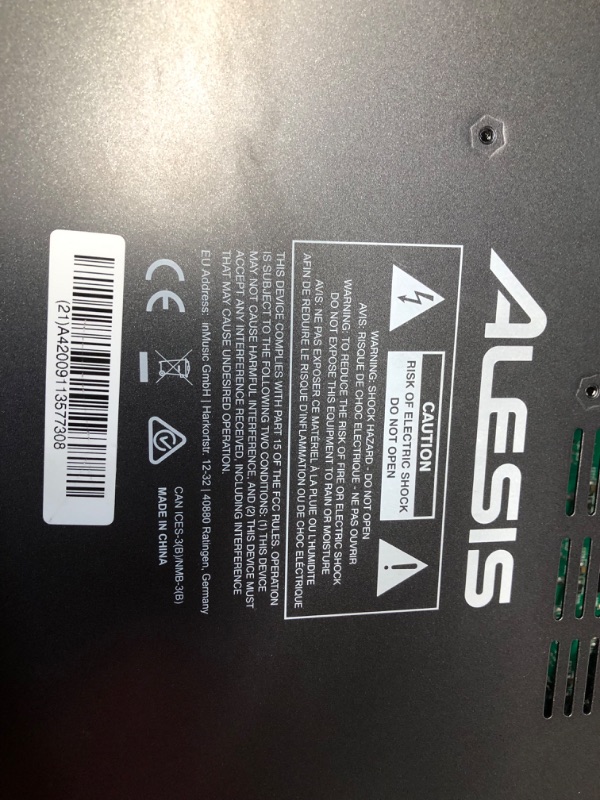 ALESIS
CAUTION
RISK OF ELECTRIC SHOCK
DO NOT OPEN
WARNING: SHOCK HAZARD - DO NOT OPEN
AVIS: RISQUE DE CHOC ELECTRIQUE - NE PAS OUVRIR
WARNING: TO REDUCE THE RISK OF FIRE OR ELECTRIC SHOCK
DO NOT EXPOSE THIS EQUIPMENT TO RAIN OR MOISTURE
AVIS: NE PAS EXPOSER CE MATÉRIEL À LA PLUIE OU L'HUMIDITE
AFIN DE REDUIRE LE RISQUE D'INFLAMMATION OU DE CHOC ELÉCTRIQUE
THIS DEVICE COMPLIES WITH PART 15 OF THE FCC RULES. OPERATION
IS SUBJECT TO THE FOLLOWING TWO CONDITIONS: (1) THIS DEVICE
MAY NOT CAUSE HARMFUL INTERFERENCE, AND (2) THIS DEVICE MUST
ACCEPT ANY INTERFERENCE RECEIVED, INCLUDING INTERFERENCE
THAT MAY CAUSE UNDESIRED OPERATION.
EU Address: inMusic GmbH | Harkortstr. 12-32 | 40880 Ratingen, Germany
CE
CAN ICES-3(B)/NMB-3(B)
MADE IN CHINA
(21)A42009113577308